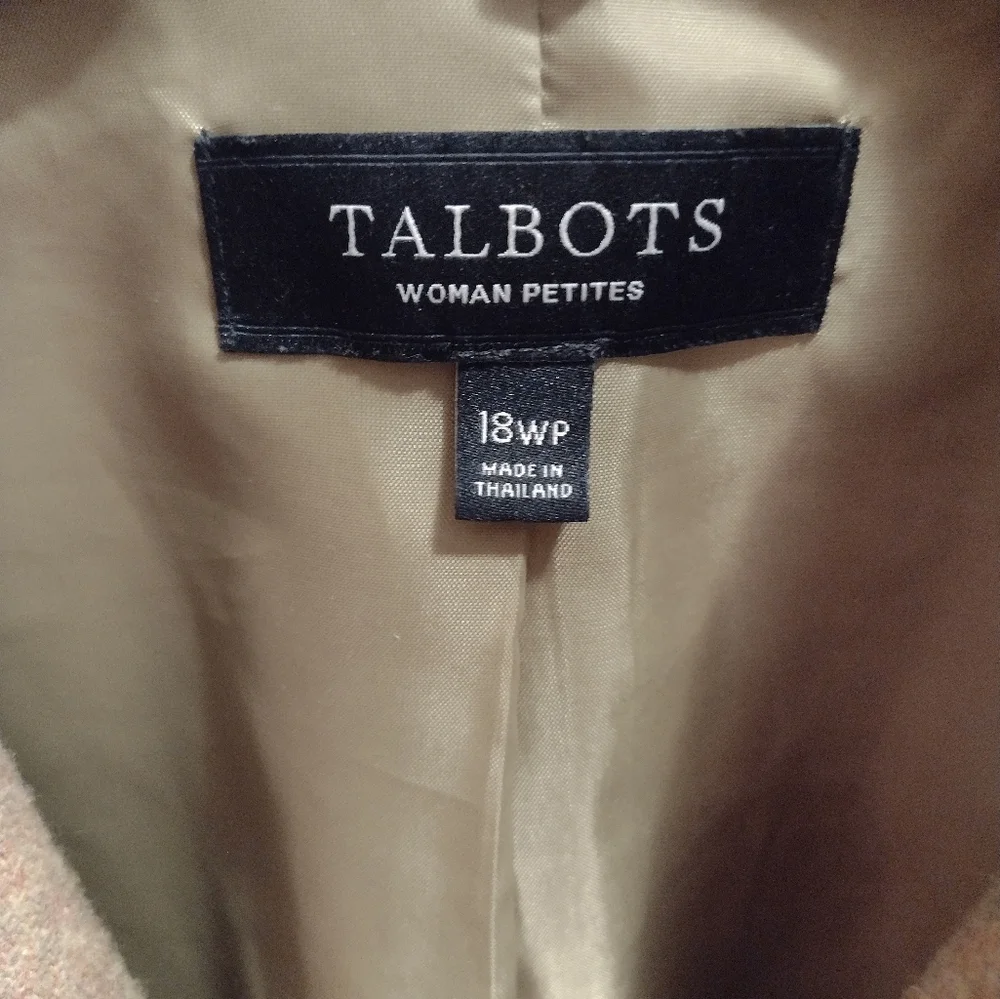 TALBOTS
WOMAN PETITES
18WP
MADE IN
THAILAND